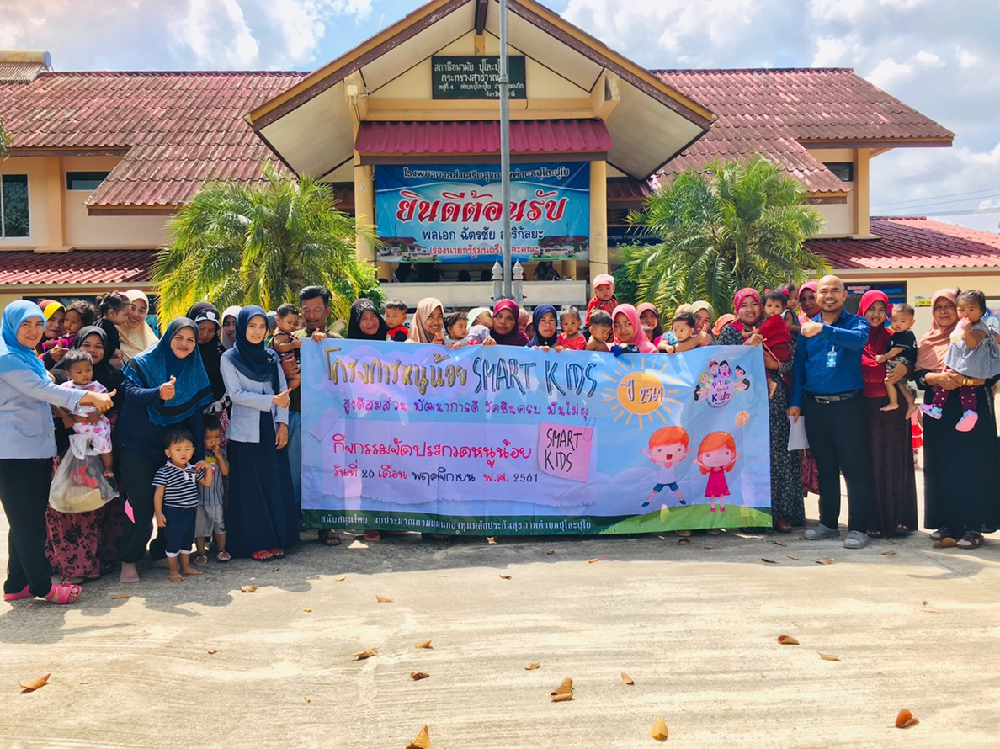 สถานีอนามัย ปุโละปุโย
กระทรวงสาธารณ
หมู่ที่ 4 ตำบลปุโละปุโย
จังหวัด
โรงพยาบาลส่งเสริมสุขภาพตำบลปุโละปุโย
ยินดีต้อนรับ
พลเอก ฉัตรชัย
(รองนายกรัฐมนตรี) และคณะ
โครงการหนูน้อย SMART KIDS
ปี 2561
สูงดีสมส่วน พัฒนาการดี วัคซีนครบ ฟันไม่ผุ
Smart
Kids
กิจกรรมจัดประกวดหนูน้อย
SMART
KIDS
วันที่ 26 เดือน พฤศจิกายน พ.ศ. 2561
สนับสนุนโดย งบประมาณตามแผนกองทุนหลักประกันสุขภาพตำบลปุโละปุโย